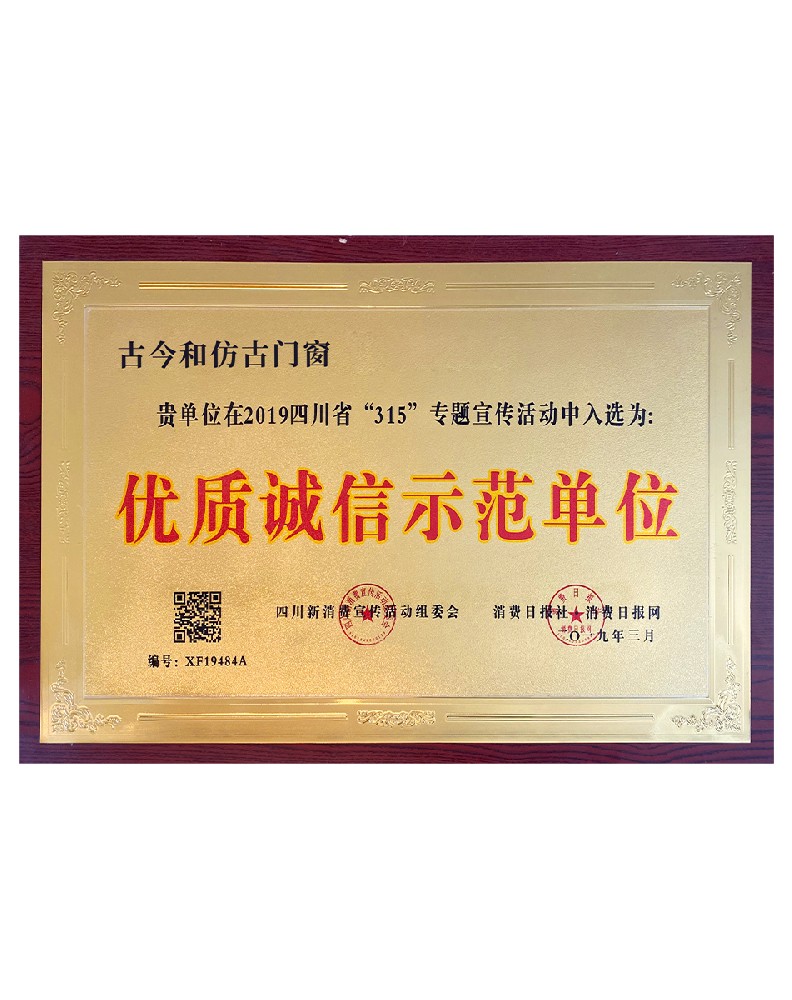 古今和仿古门窗
贵单位在2019四川省“315”专题宣传活动中入选为:
优质诚信示范单位
四川新消费宣传活动组委会 消费日报社 消费日报网
九年三月
编号: XF19484A